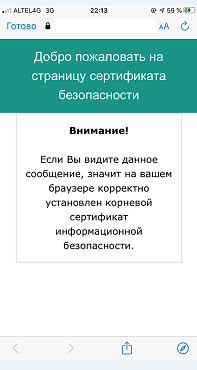 ALTEL4G 3G 22:13 59 %
Готово AA
Добро пожаловать на
страницу сертификата
безопасности
Внимание!
Если Вы видите данное
сообщение, значит на вашем
браузере корректно
установлен корневой
сертификат
информационной
безопасности.